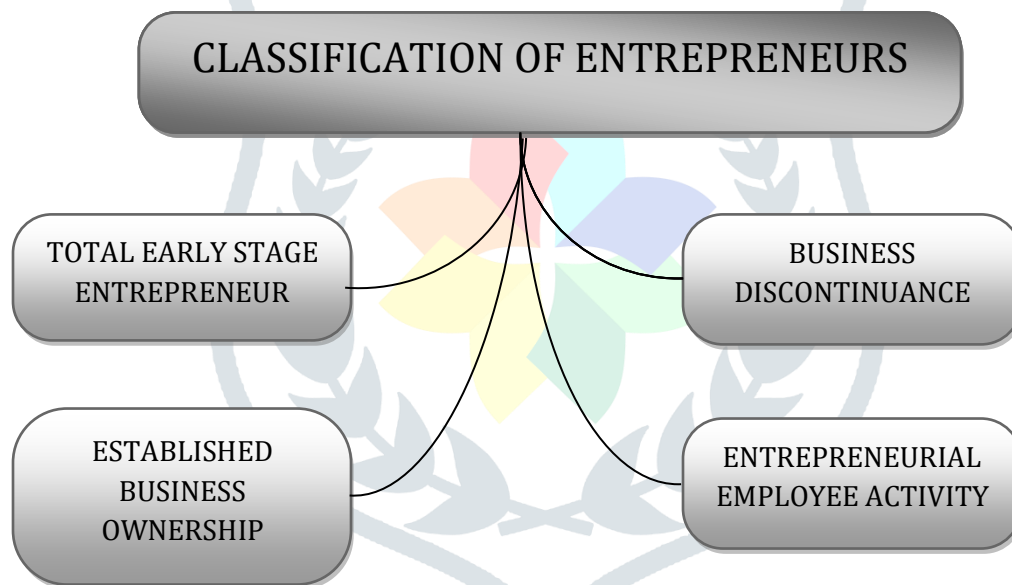 CLASSIFICATION OF ENTREPRENEURS
TOTAL EARLY STAGE
ENTREPRENEUR
BUSINESS
DISCONTINUANCE
ESTABLISHED
BUSINESS
OWNERSHIP
ENTREPRENEURIAL
EMPLOYEE ACTIVITY